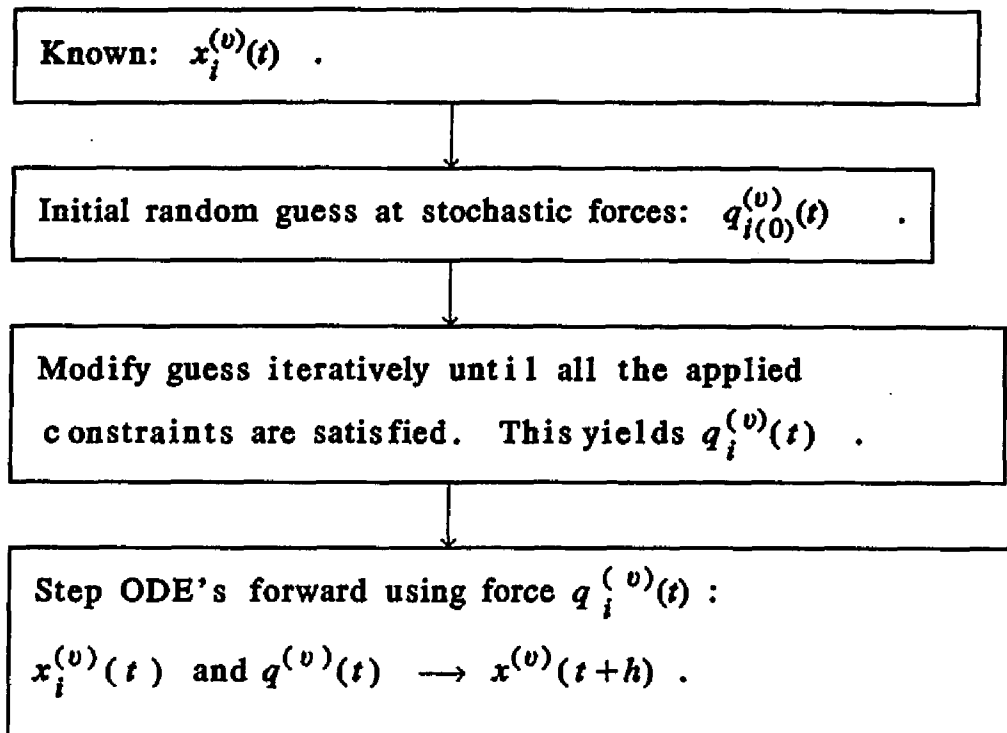 Known: x_i^{(υ)}(t) .
Initial random guess at stochastic forces: q_{i(0)}^{(υ)}(t) .
Modify guess iteratively until all the applied
constraints are satisfied. This yields q_i^{(υ)}(t) .
Step ODE's forward using force q_i^{(υ)}(t) :
x_i^{(υ)}(t) and q^{(υ)}(t) → x^{(υ)}(t+h) .